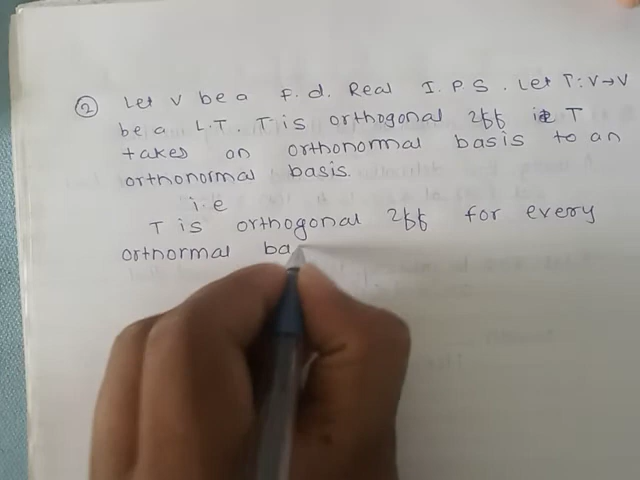 ② Let V be a f.d. Real I.P.S. Let T:V→V
be a L.T. T is orthogonal iff T
takes an orthonormal basis to an
orthonormal basis.
i.e
T is orthogonal iff for every
ortnormal ba